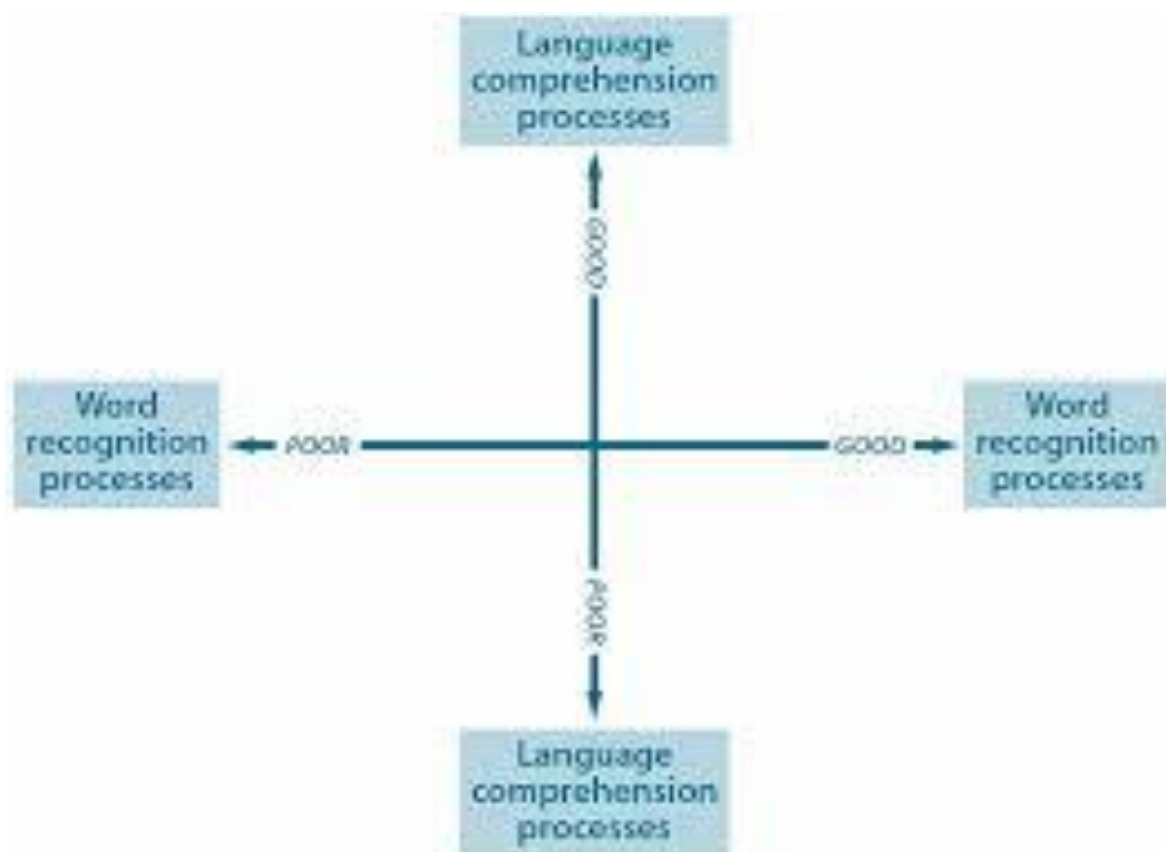 Language
comprehension
processes
GOOD
Word
recognition
processes
POOR
GOOD
Word
recognition
processes
POOR
Language
comprehension
processes